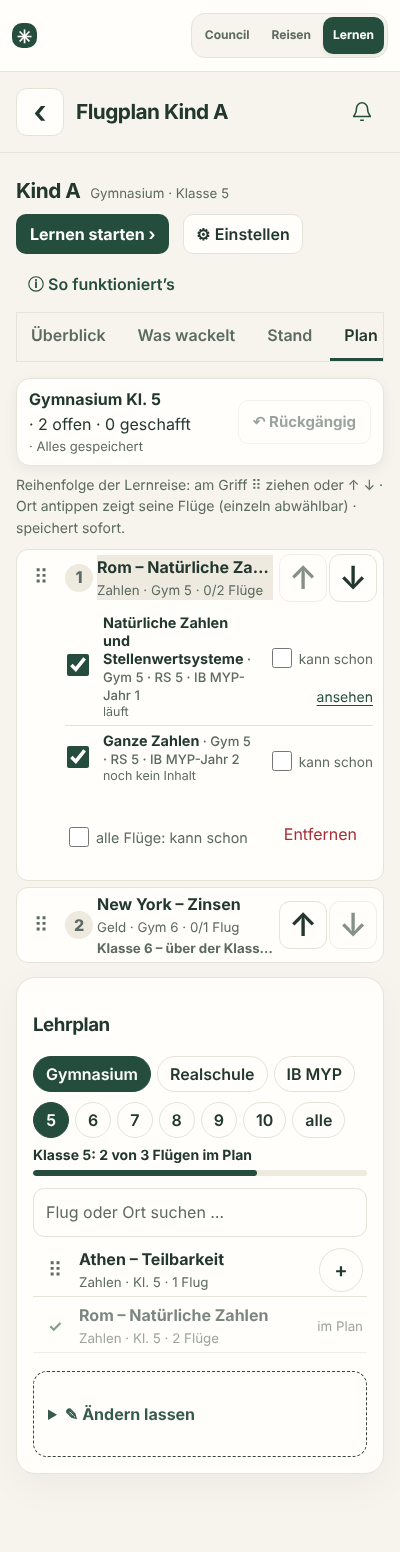 Council Reisen Lernen
‹ Flugplan Kind A
Kind A Gymnasium · Klasse 5
Lernen starten › ⚙ Einstellen
ⓘ So funktioniert’s
Überblick Was wackelt Stand Plan
Gymnasium Kl. 5
· 2 offen · 0 geschafft
· Alles gespeichert
↶ Rückgängig
Reihenfolge der Lernreise: am Griff ⠿ ziehen oder ↑ ↓ ·
Ort antippen zeigt seine Flüge (einzeln abwählbar) ·
speichert sofort.
⠿ 1 Rom – Natürliche Za… ↑ ↓
Zahlen · Gym 5 · 0/2 Flüge
Natürliche Zahlen
und
Stellenwertsysteme ·
Gym 5 · RS 5 · IB MYP-
Jahr 1
läuft
kann schon
ansehen
Ganze Zahlen · Gym 5
· RS 5 · IB MYP-Jahr 2
noch kein Inhalt
kann schon
alle Flüge: kann schon Entfernen
⠿ 2 New York – Zinsen ↑ ↓
Geld · Gym 6 · 0/1 Flug
Klasse 6 – über der Klass…
Lehrplan
Gymnasium Realschule IB MYP
5 6 7 8 9 10 alle
Klasse 5: 2 von 3 Flügen im Plan
Flug oder Ort suchen …
⠿ Athen – Teilbarkeit +
Zahlen · Kl. 5 · 1 Flug
✓ Rom – Natürliche Zahlen im Plan
Zahlen · Kl. 5 · 2 Flüge
▶ ✎ Ändern lassen